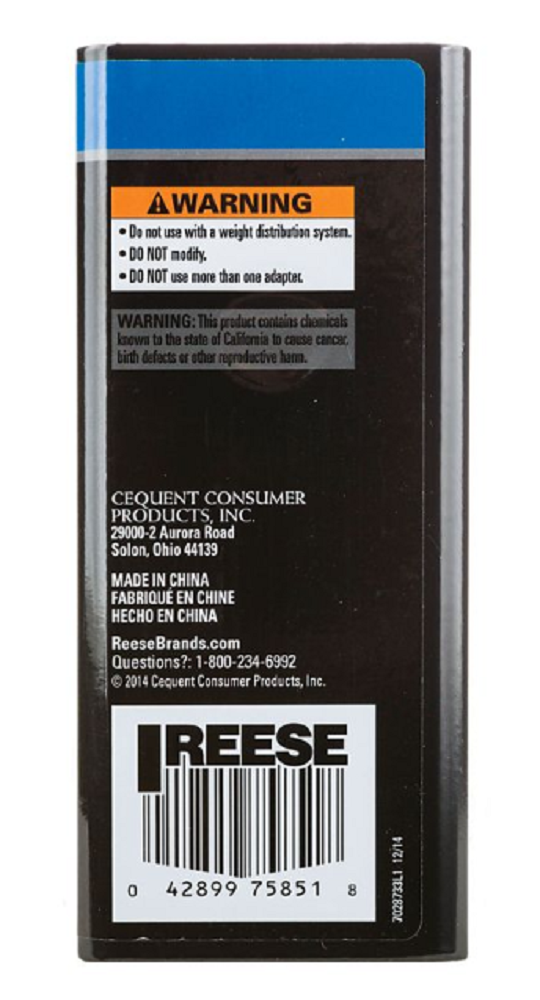 WARNING
• Do not use with a weight distribution system.
• DO NOT modify.
• DO NOT use more than one adapter.
WARNING: This product contains chemicals
known to the state of California to cause cancer,
birth defects or other reproductive harm.
CEQUENT CONSUMER
PRODUCTS, INC.
29000-2 Aurora Road
Solon, Ohio 44139
MADE IN CHINA
FABRIQUÉ EN CHINE
HECHO EN CHINA
ReeseBrands.com
Questions?: 1-800-234-6992
© 2014 Cequent Consumer Products, Inc.
REESE
0 42899 75851 8
7028733L1 12/14